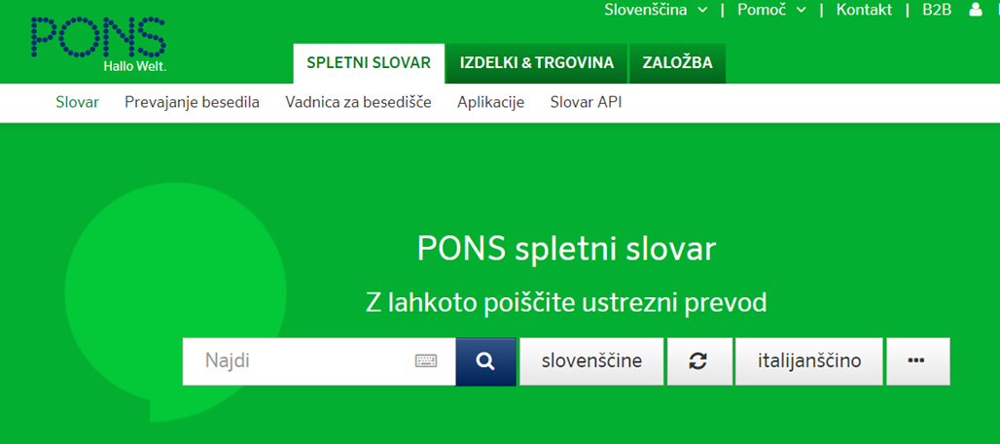 Slovenščina | Pomoč | Kontakt | B2B
PONS
Hallo Welt.
SPLETNI SLOVAR IZDELKI & TRGOVINA ZALOŽBA
Slovar Prevajanje besedila Vadnica za besedišče Aplikacije Slovar API
PONS spletni slovar
Z lahkoto poiščite ustrezni prevod
Najdi slovenščine italijanščino ...